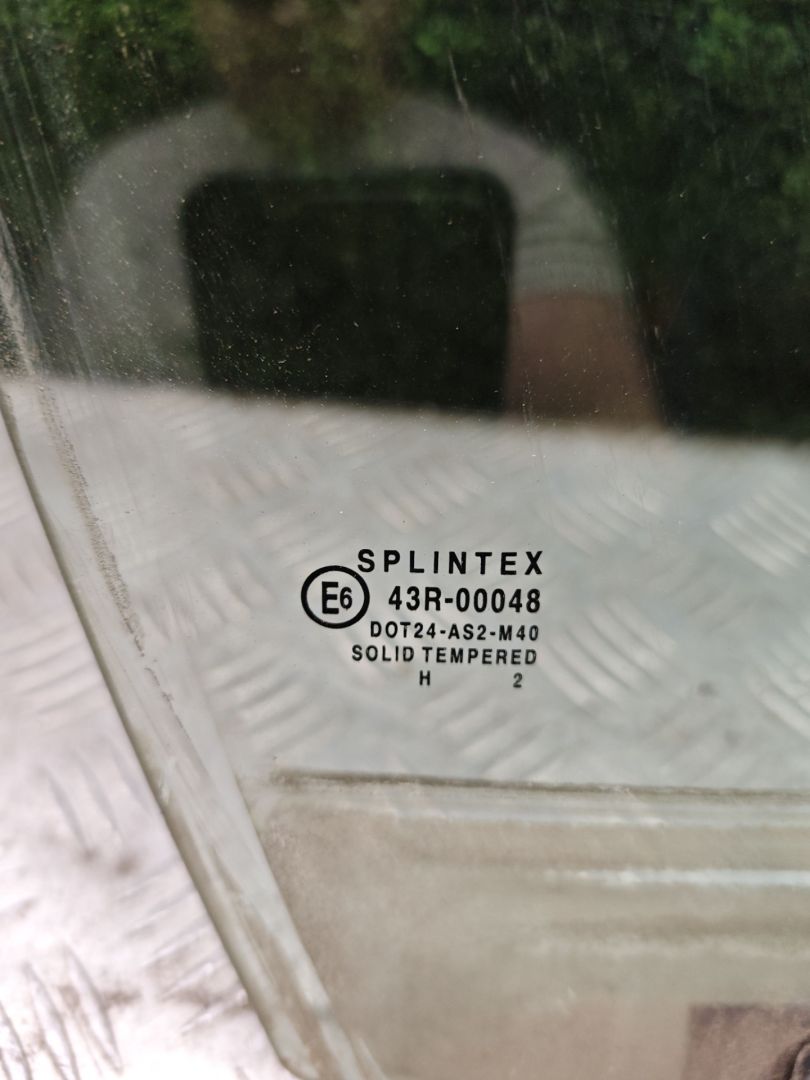 SPLINTEX
E6 43R-00048
DOT24-AS2-M40
SOLID TEMPERED
H 2